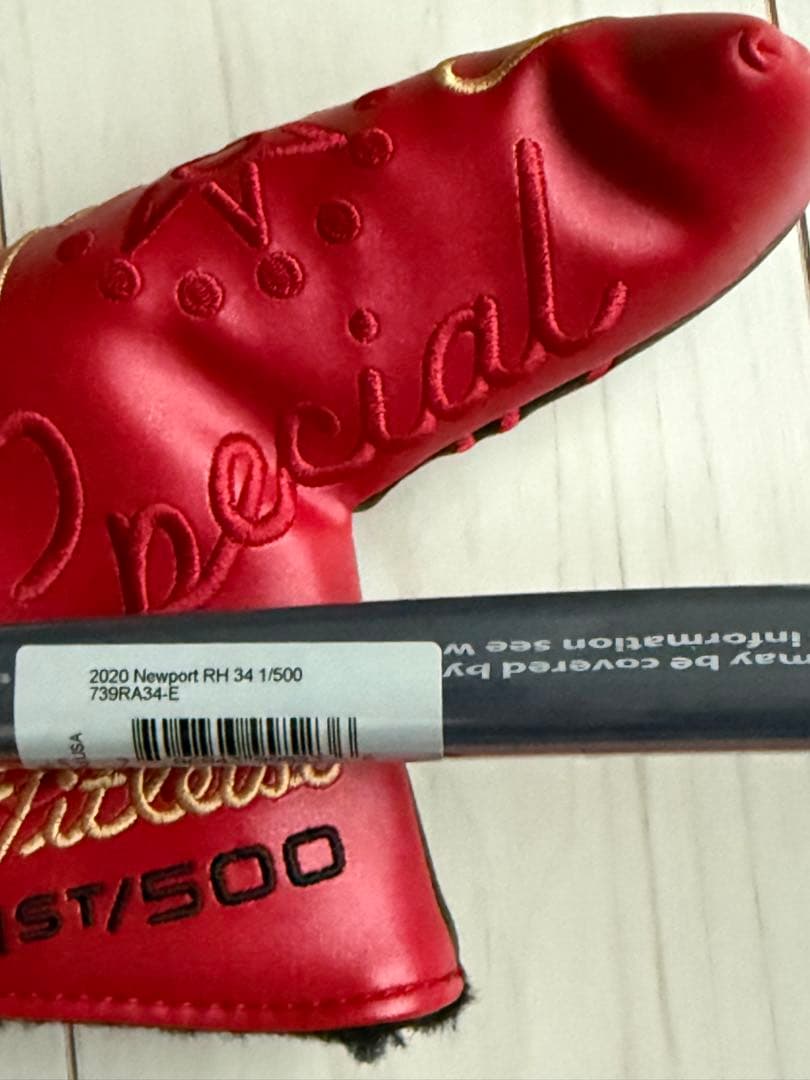 Special
may be covered by
information see w
2020 Newport RH 34 1/500
739RA34-E
USA
Titleist
1ST/500